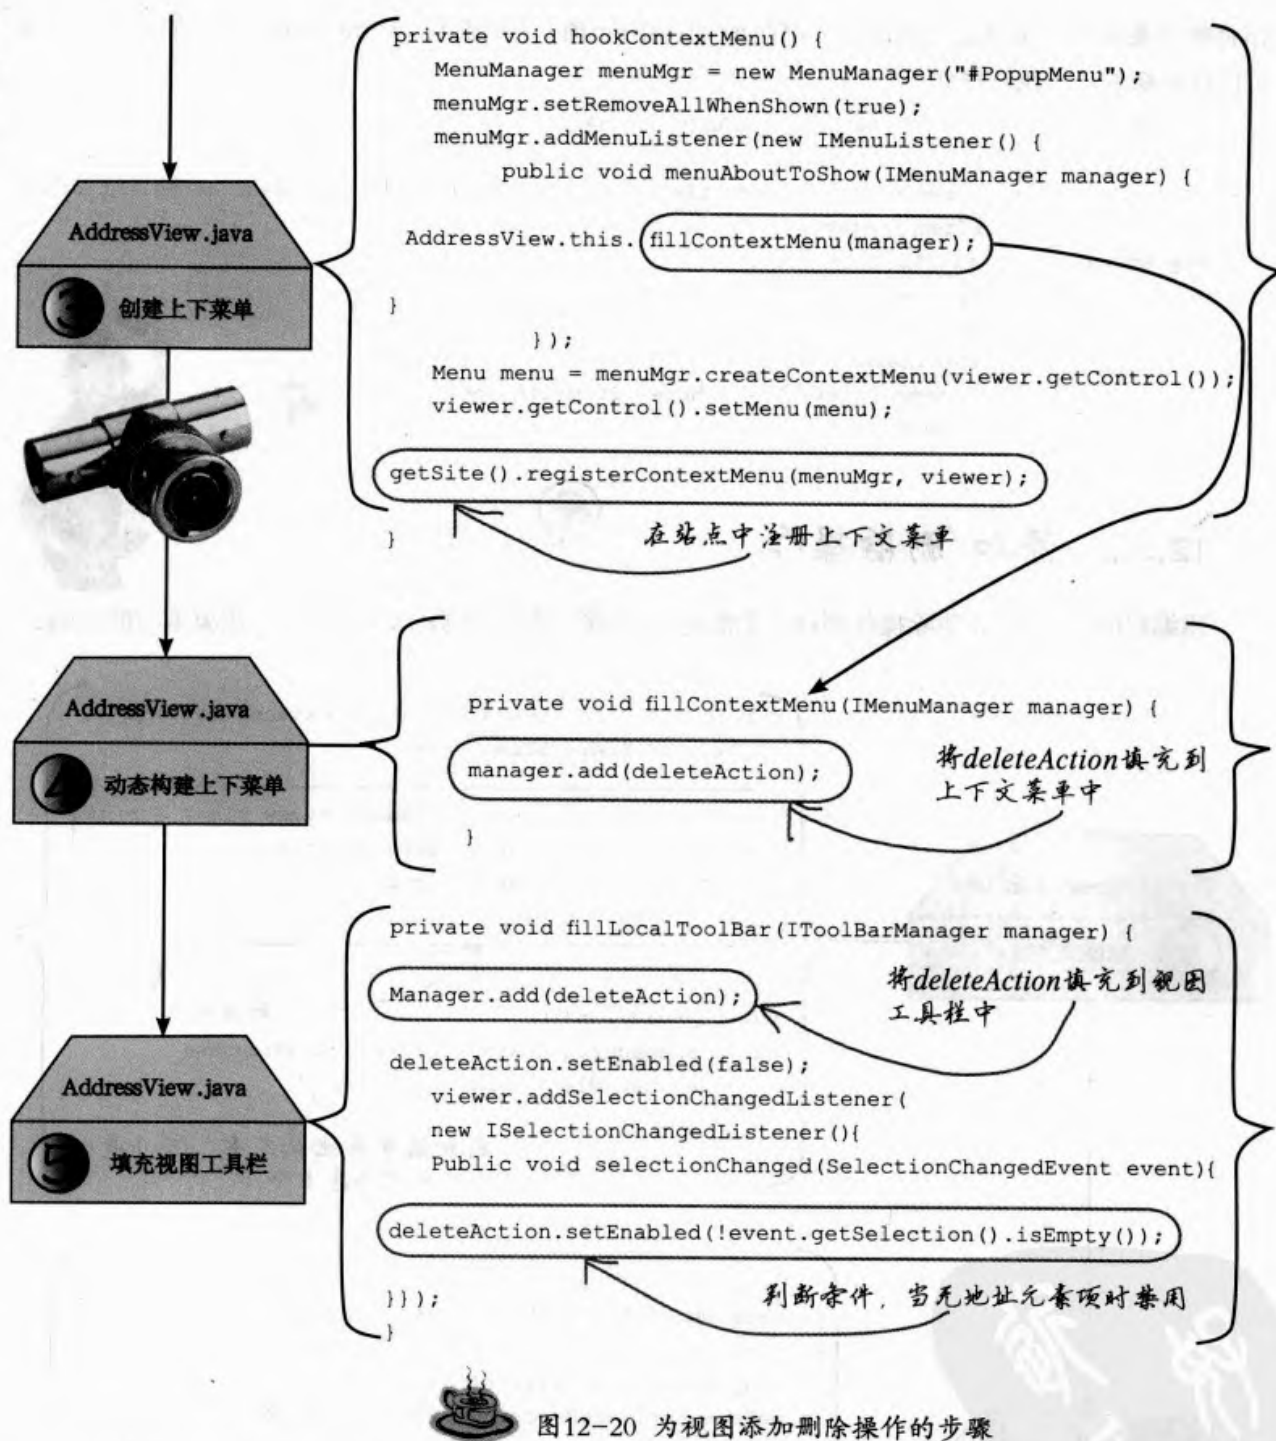 private void hookContextMenu() {
MenuManager menuMgr = new MenuManager("#PopupMenu");
menuMgr.setRemoveAllWhenShown(true);
menuMgr.addMenuListener(new IMenuListener() {
public void menuAboutToShow(IMenuManager manager) {
AddressView.java
AddressView.this.fillContextMenu(manager);
3 创建上下菜单
}
});
Menu menu = menuMgr.createContextMenu(viewer.getControl());
viewer.getControl().setMenu(menu);
getSite().registerContextMenu(menuMgr, viewer);
在站点中注册上下文菜单
}
AddressView.java
4 动态构建上下菜单
private void fillContextMenu(IMenuManager manager) {
manager.add(deleteAction);
将deleteAction填充到
上下文菜单中
}
private void fillLocalToolBar(IToolBarManager manager) {
Manager.add(deleteAction);
将deleteAction填充到视图
工具栏中
AddressView.java
5 填充视图工具栏
deleteAction.setEnabled(false);
viewer.addSelectionChangedListener(
new ISelectionChangedListener(){
Public void selectionChanged(SelectionChangedEvent event){
deleteAction.setEnabled(!event.getSelection().isEmpty());
判断条件，当无地址元素项时禁用
}});
}
图12-20 为视图添加删除操作的步骤